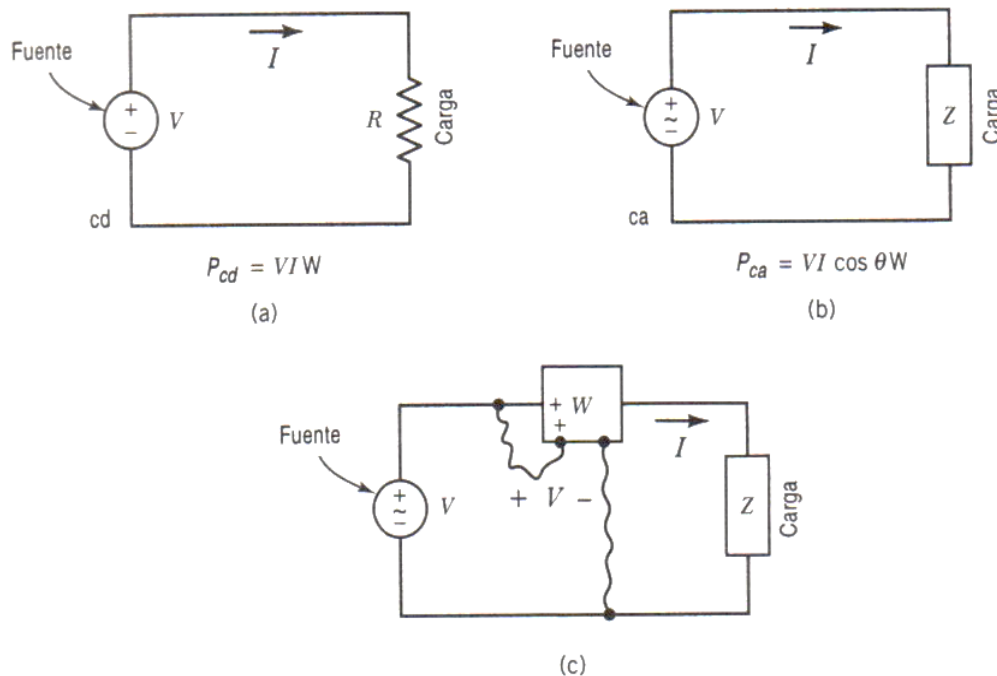 Fuente
I
+
−
V
R
Carga
cd
P_cd = VI W
(a)
Fuente
I
+
~
−
V
Z
Carga
ca
P_ca = VI cos θ W
(b)
Fuente
+ W
+
I
+ V −
+
~
−
V
Z
Carga
(c)